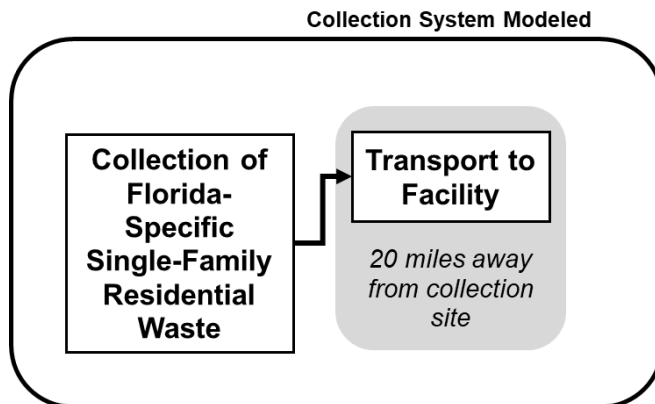 Collection System Modeled
Collection of
Florida-
Specific
Single-Family
Residential
Waste
Transport to
Facility
20 miles away
from collection
site